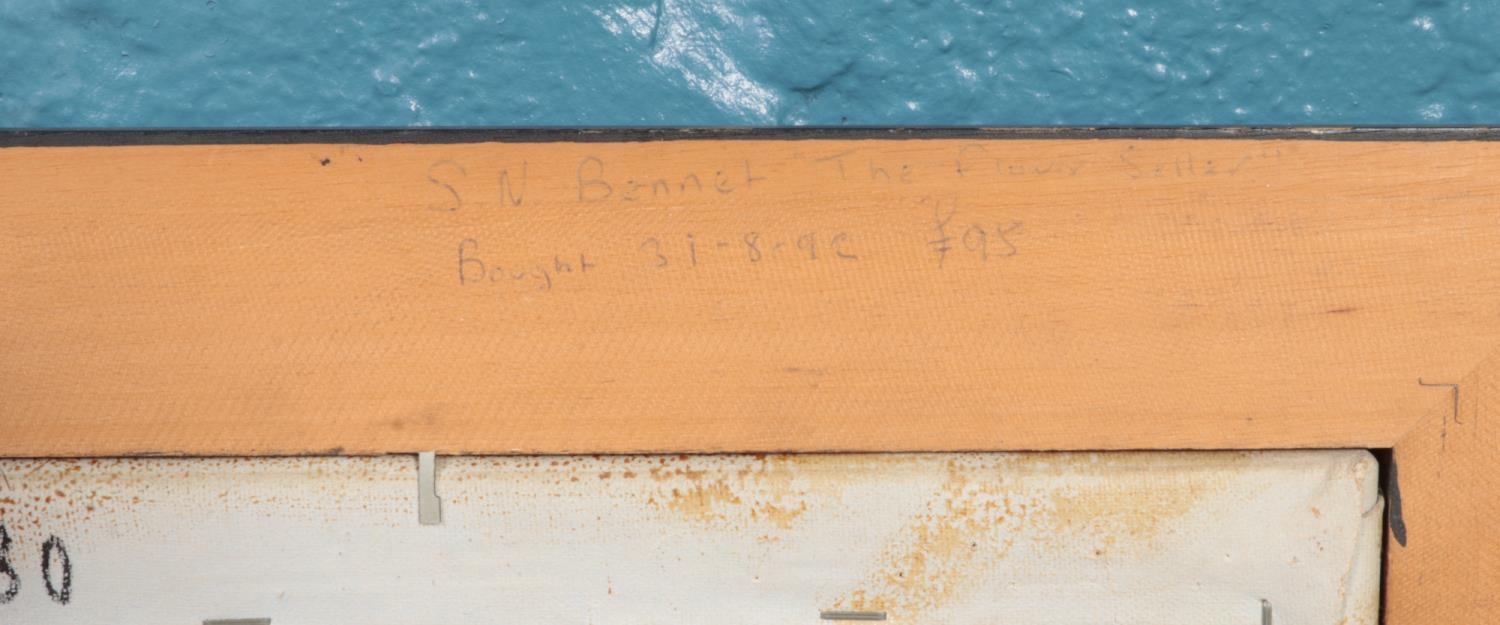 S. N. Bennet "The Flower Seller"
Bought 31-8-92 £95
30